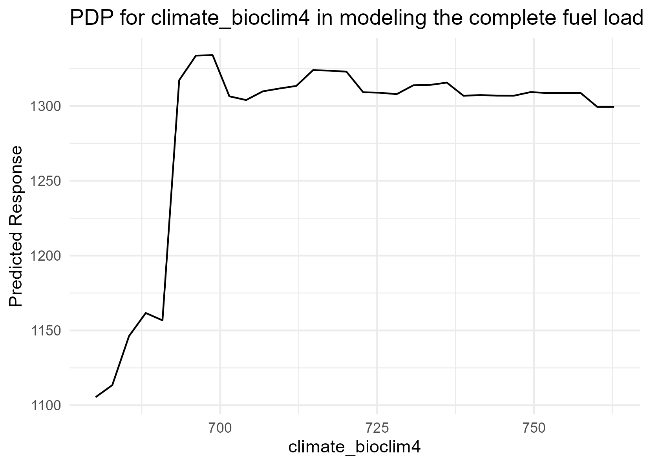 PDP for climate_bioclim4 in modeling the complete fuel load
Predicted Response
1300
1250
1200
1150
1100
700
725
750
climate_bioclim4